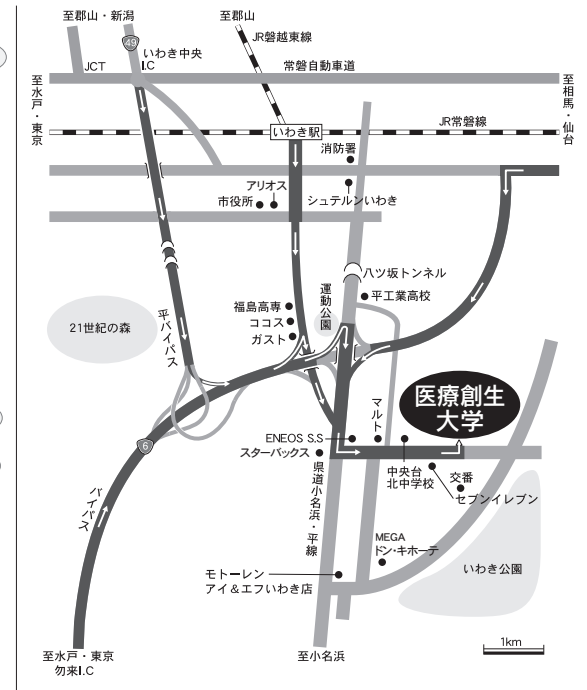 至郡山・新潟
至郡山
49
いわき中央
I.C
JR磐越東線
JCT
常磐自動車道
至水戸・東京
至相馬・仙台
いわき駅
JR常磐線
消防署
アリオス
市役所
シュテルンいわき
八ツ坂トンネル
運動公園
平工業高校
福島高専
ココス
ガスト
21世紀の森
平バイパス
医療創生
大学
マルト
ENEOS S.S
スターバックス
6
中央台
北中学校
交番
セブンイレブン
県道小名浜・平線
バイパス
MEGA
ドン・キホーテ
いわき公園
モトーレン
アイ＆エフいわき店
1km
至水戸・東京
勿来I.C
至小名浜